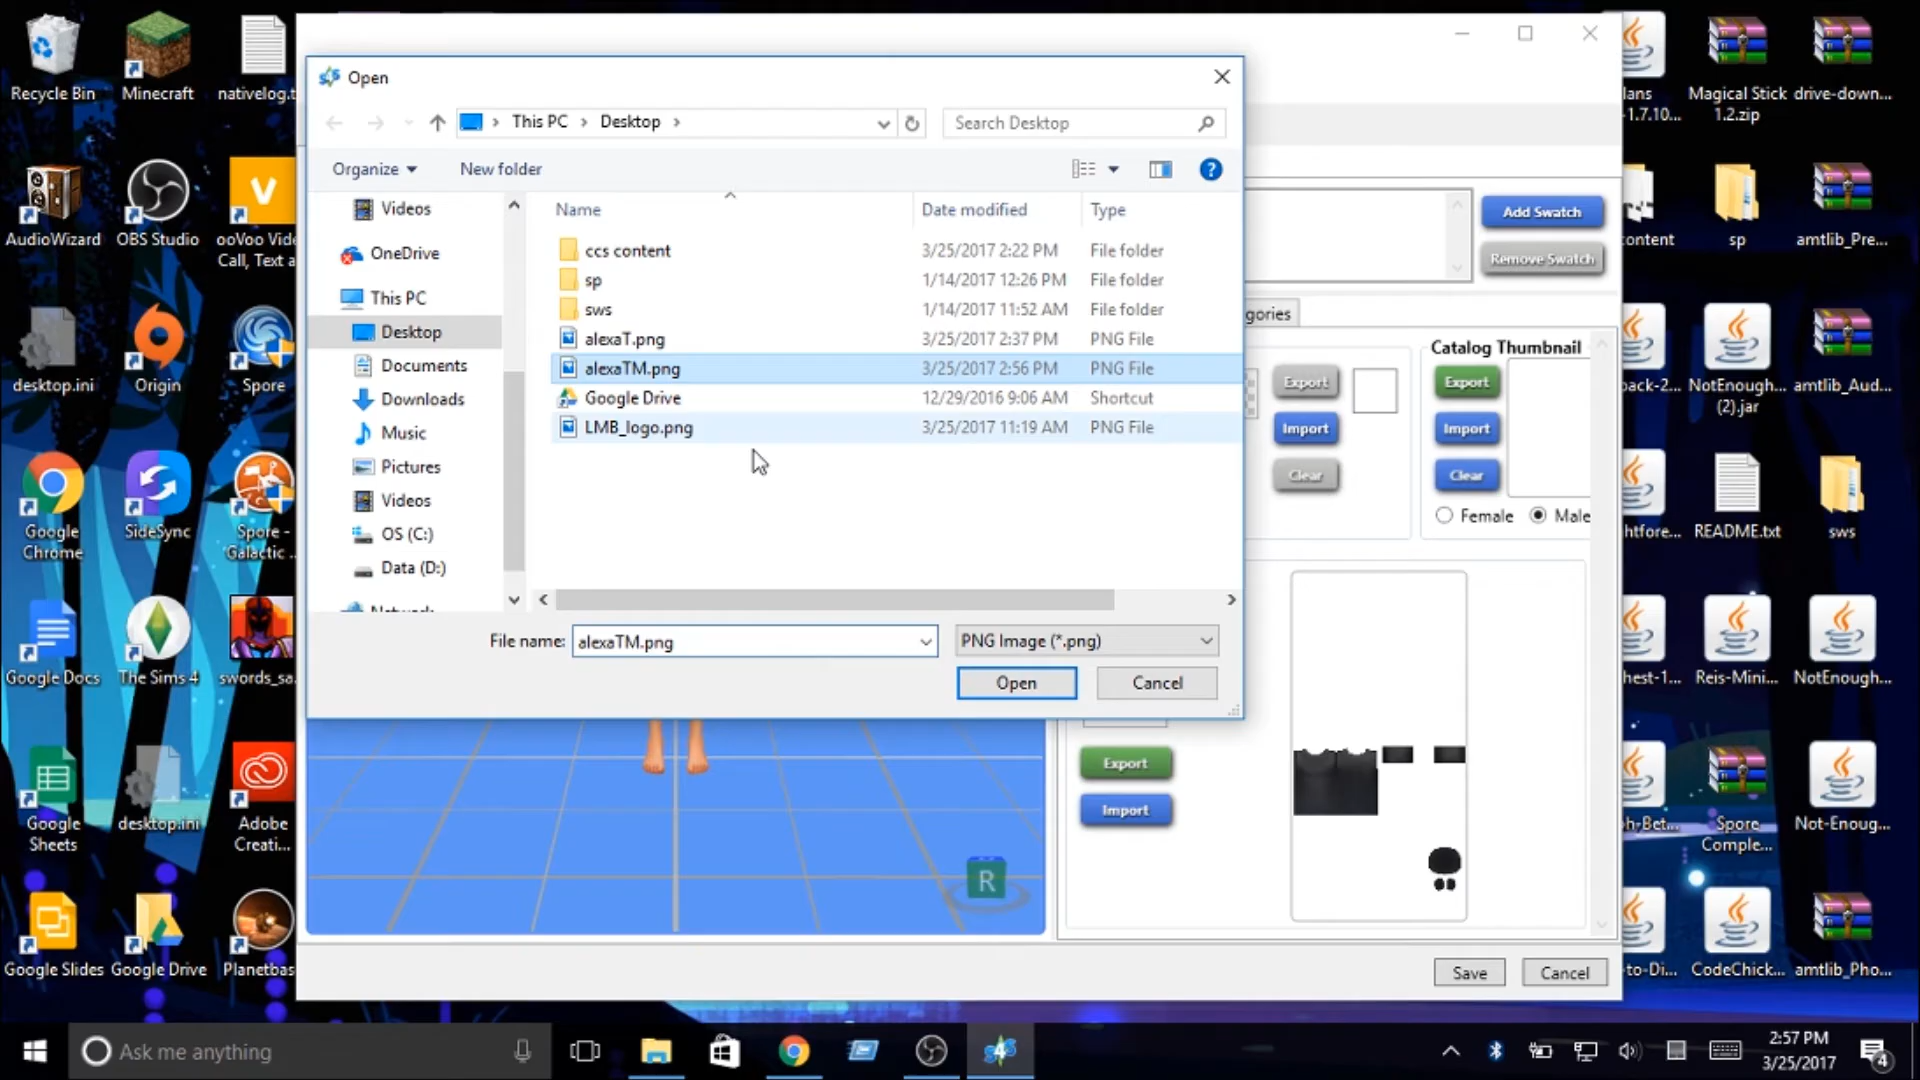 Recycle Bin
Minecraft
nativelog.t
AudioWizard
OBS Studio
ooVoo Vide
Call, Text a
desktop.ini
Origin
Spore
Google
Chrome
SideSync
Spore -
Galactic ...
Google Docs
The Sims 4
swords_sa
Google
Sheets
desktop.ini
Adobe
Creati...
Google Slides
Google Drive
Planetbas
Open
This PC
Desktop
Search Desktop
Organize
New folder
Videos
OneDrive
This PC
Desktop
Documents
Downloads
Music
Pictures
Videos
OS (C:)
Data (D:)
Name
Date modified
Type
ccs content 3/25/2017 2:22 PM File folder
sp 1/14/2017 12:26 PM File folder
sws 1/14/2017 11:52 AM File folder
alexaT.png 3/25/2017 2:37 PM PNG File
alexaTM.png 3/25/2017 2:56 PM PNG File
Google Drive 12/29/2016 9:06 AM Shortcut
LMB_logo.png 3/25/2017 11:19 AM PNG File
File name: alexaTM.png
PNG Image (*.png)
Open
Cancel
Add Swatch
Remove Swatch
gories
Export
Import
Clear
Catalog Thumbnail
Export
Import
Clear
Female
Male
Export
Import
R
Save
Cancel
lans
-1.7.10...
Magical Stick
1.2.zip
drive-down...
ontent
sp
amtlib_Pre...
pack-2...
NotEnough...
(2).jar
amtlib_Aud...
htfore...
README.txt
sws
hest-1...
Reis-Mini...
NotEnough...
h-Bet...
Spore
Comple...
Not-Enoug...
-to-Di...
CodeChick...
amtlib_Pho...
Ask me anything
2:57 PM
3/25/2017
4